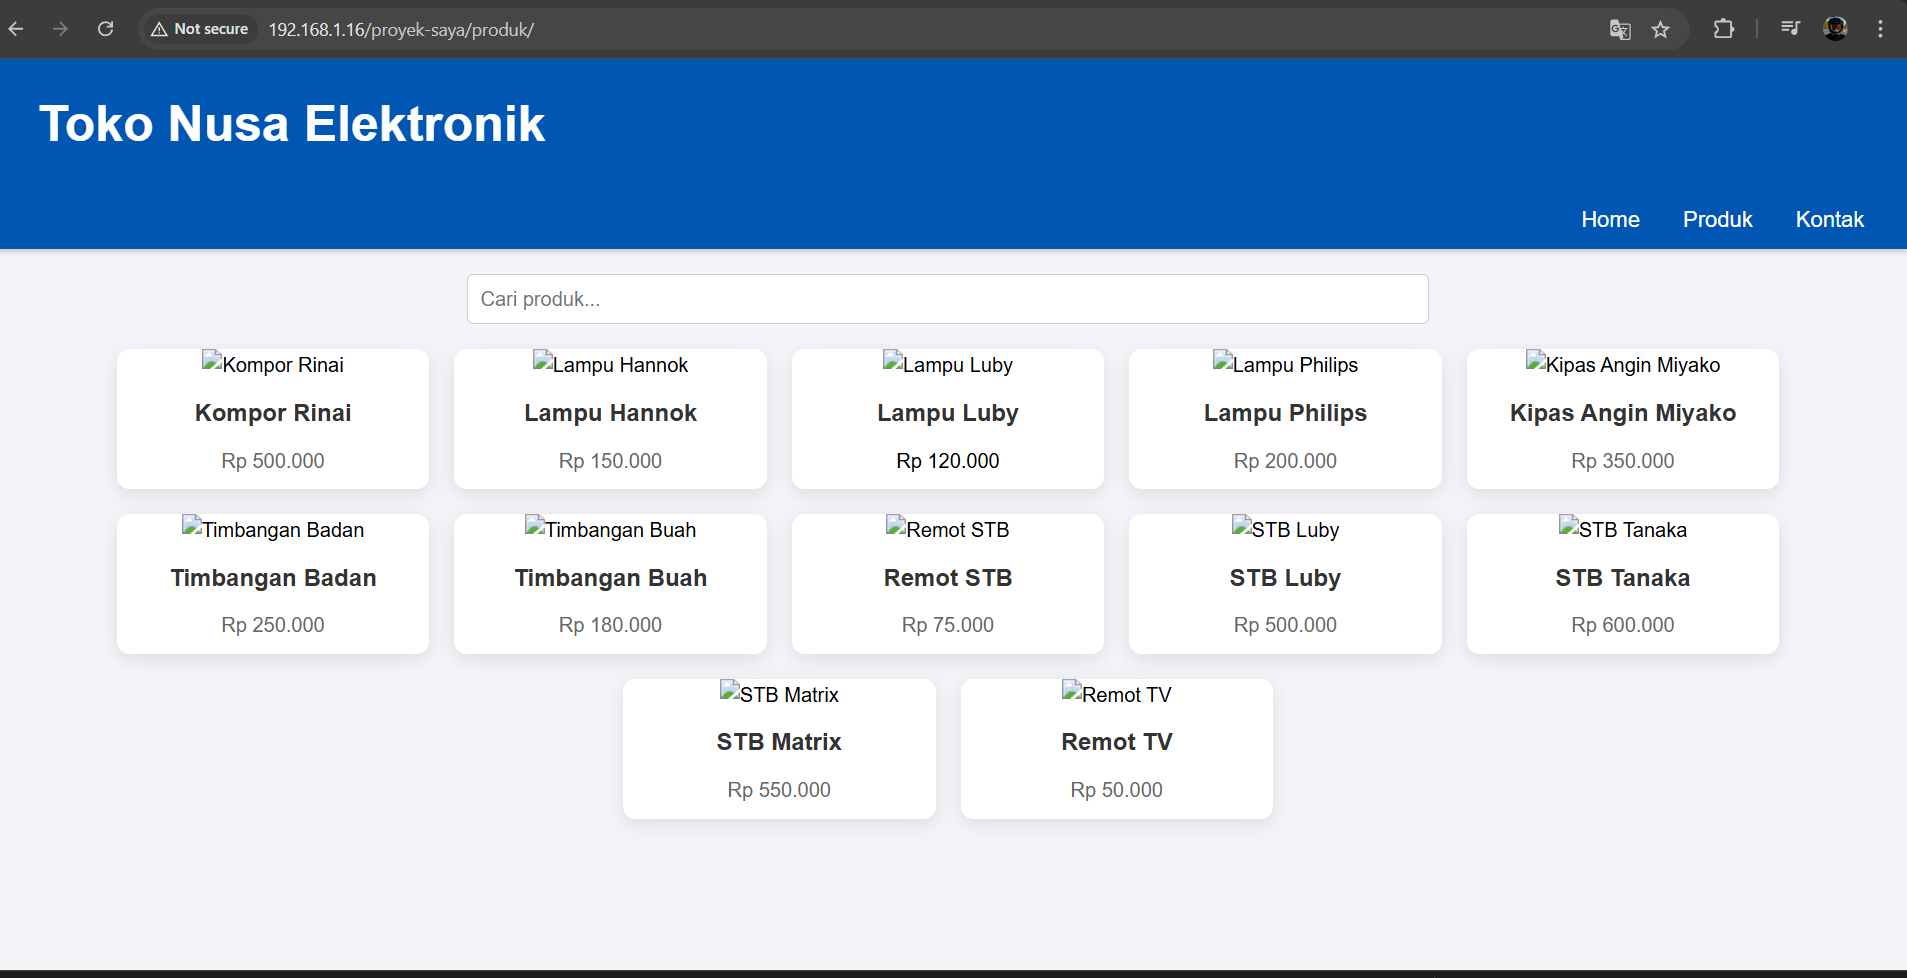 Not secure 192.168.1.16/proyek-saya/produk/
Toko Nusa Elektronik
Home Produk Kontak
Cari produk...
Kompor Rinai Lampu Hannok Lampu Luby Lampu Philips Kipas Angin Miyako
Kompor Rinai Lampu Hannok Lampu Luby Lampu Philips Kipas Angin Miyako
Rp 500.000 Rp 150.000 Rp 120.000 Rp 200.000 Rp 350.000
Timbangan Badan Timbangan Buah Remot STB STB Luby STB Tanaka
Timbangan Badan Timbangan Buah Remot STB STB Luby STB Tanaka
Rp 250.000 Rp 180.000 Rp 75.000 Rp 500.000 Rp 600.000
STB Matrix Remot TV
STB Matrix Remot TV
Rp 550.000 Rp 50.000